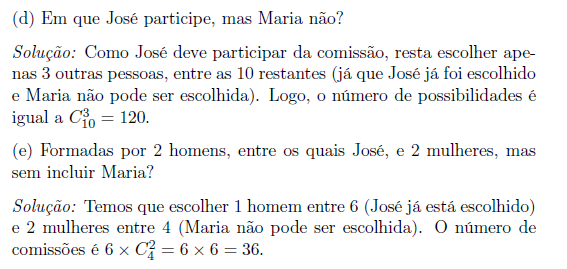 (d) Em que José participe, mas Maria não?
Solução: Como José deve participar da comissão, resta escolher ape-
nas 3 outras pessoas, entre as 10 restantes (já que José já foi escolhido
e Maria não pode ser escolhida). Logo, o número de possibilidades é
igual a $C_{10}^{3} = 120$.
(e) Formadas por 2 homens, entre os quais José, e 2 mulheres, mas
sem incluir Maria?
Solução: Temos que escolher 1 homem entre 6 (José já está escolhido)
e 2 mulheres entre 4 (Maria não pode ser escolhida). O número de
comissões é $6 \times C_{4}^{2} = 6 \times 6 = 36$.